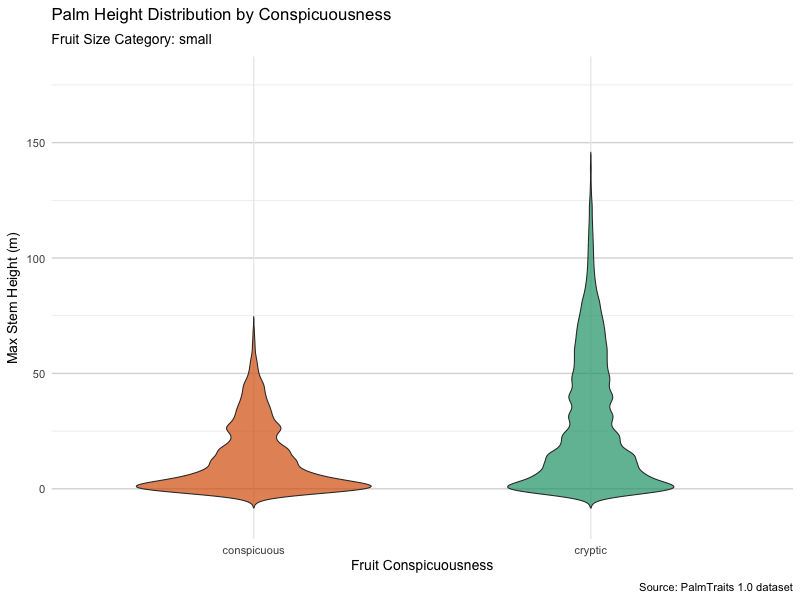 Palm Height Distribution by Conspicuousness
Fruit Size Category: small
Max Stem Height (m)
150
100
50
0
conspicuous
cryptic
Fruit Conspicuousness
Source: PalmTraits 1.0 dataset